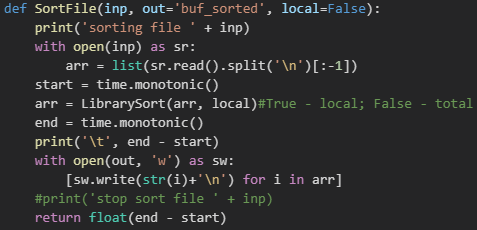 def SortFile(inp, out='buf_sorted', local=False):
    print('sorting file ' + inp)
    with open(inp) as sr:
        arr = list(sr.read().split('\n')[:-1])
    start = time.monotonic()
    arr = LibrarySort(arr, local)#True - local; False - total
    end = time.monotonic()
    print('\t', end - start)
    with open(out, 'w') as sw:
        [sw.write(str(i)+'\n') for i in arr]
    #print('stop sort file ' + inp)
    return float(end - start)